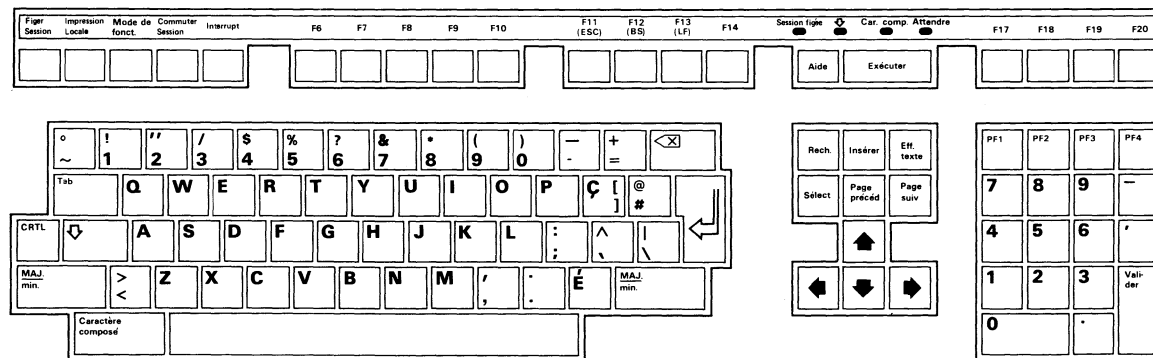 Figer Session Impression Locale Mode de fonct. Commuter Session Interrupt F6 F7 F8 F9 F10 F11 (ESC) F12 (BS) F13 (LF) F14 Session figée Car. comp. Attendre F17 F18 F19 F20
Aide Exécuter
° ! '' / $ % ? & * ( ) — +
~ 1 2 3 4 5 6 7 8 9 0 - =
Rech. Insérer Eff. texte PF1 PF2 PF3 PF4
Tab Q W E R T Y U I O P Ç [ ] @ #
Sélect Page précéd Page suiv 7 8 9 —
CRTL A S D F G H J K L : ; ^ ` | \
4 5 6 ,
MAJ. min. > < Z X C V B N M ' , . . É MAJ. min.
1 2 3 Vali- der
Caractère composé
0 .